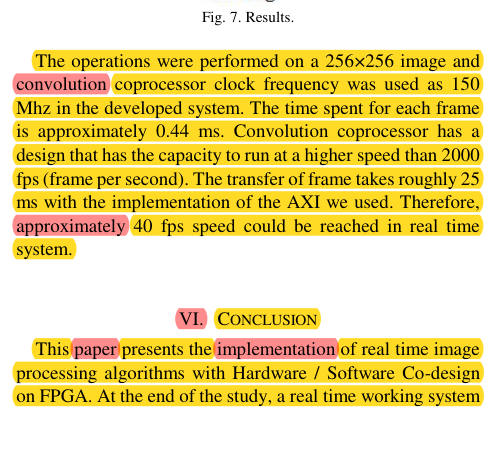 Fig. 7. Results.
The operations were performed on a 256×256 image and
convolution coprocessor clock frequency was used as 150
Mhz in the developed system. The time spent for each frame
is approximately 0.44 ms. Convolution coprocessor has a
design that has the capacity to run at a higher speed than 2000
fps (frame per second). The transfer of frame takes roughly 25
ms with the implementation of the AXI we used. Therefore,
approximately 40 fps speed could be reached in real time
system.
VI. CONCLUSION
This paper presents the implementation of real time image
processing algorithms with Hardware / Software Co-design
on FPGA. At the end of the study, a real time working system